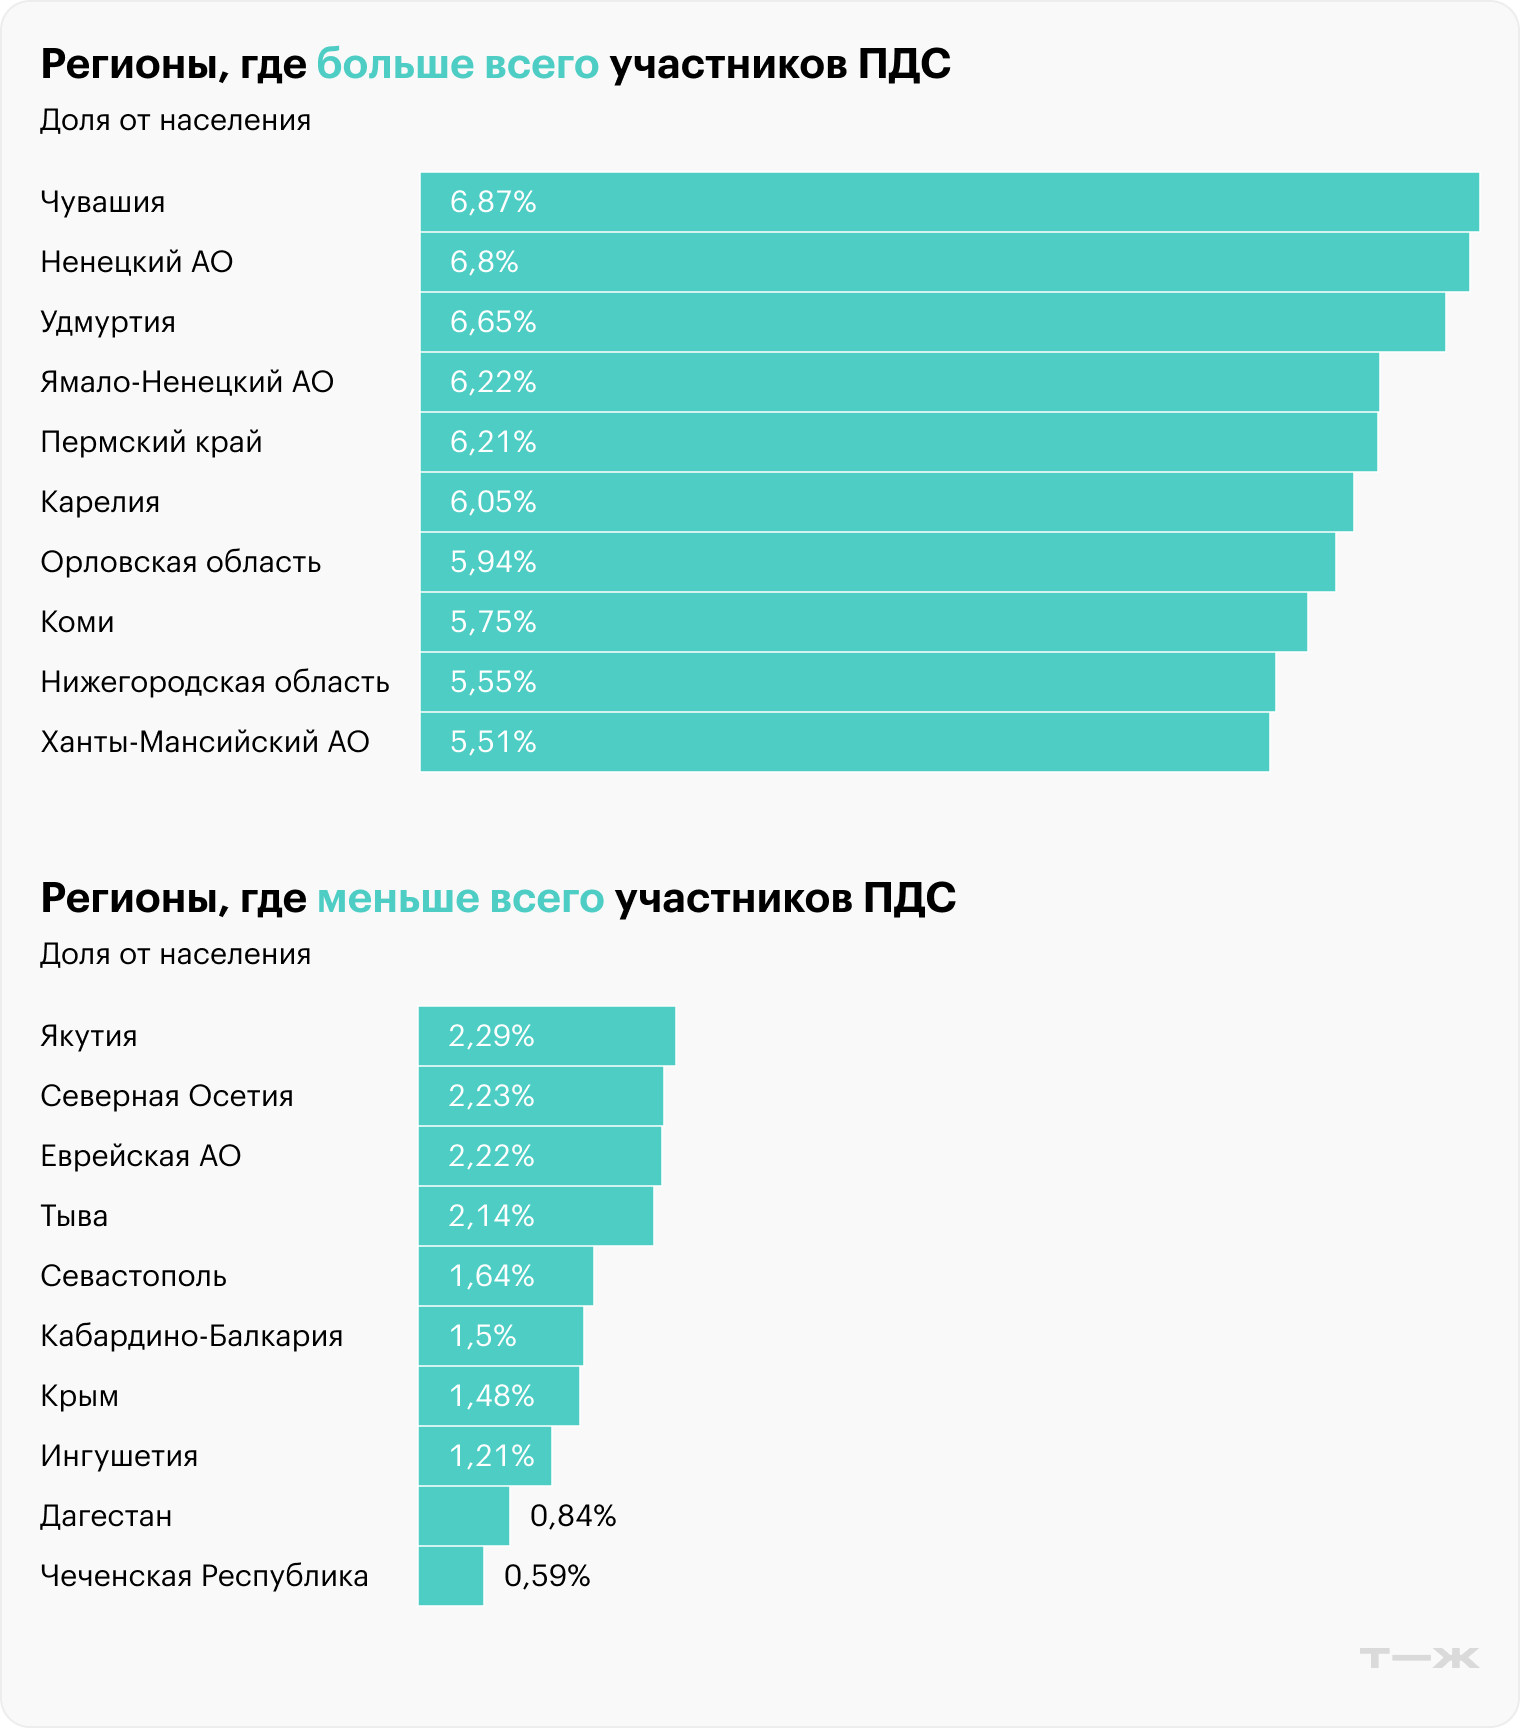 Регионы, где больше всего участников ПДС
Доля от населения
Чувашия 6,87%
Ненецкий АО 6,8%
Удмуртия 6,65%
Ямало-Ненецкий АО 6,22%
Пермский край 6,21%
Карелия 6,05%
Орловская область 5,94%
Коми 5,75%
Нижегородская область 5,55%
Ханты-Мансийский АО 5,51%
Регионы, где меньше всего участников ПДС
Доля от населения
Якутия 2,29%
Северная Осетия 2,23%
Еврейская АО 2,22%
Тыва 2,14%
Севастополь 1,64%
Кабардино-Балкария 1,5%
Крым 1,48%
Ингушетия 1,21%
Дагестан 0,84%
Чеченская Республика 0,59%
Т—Ж